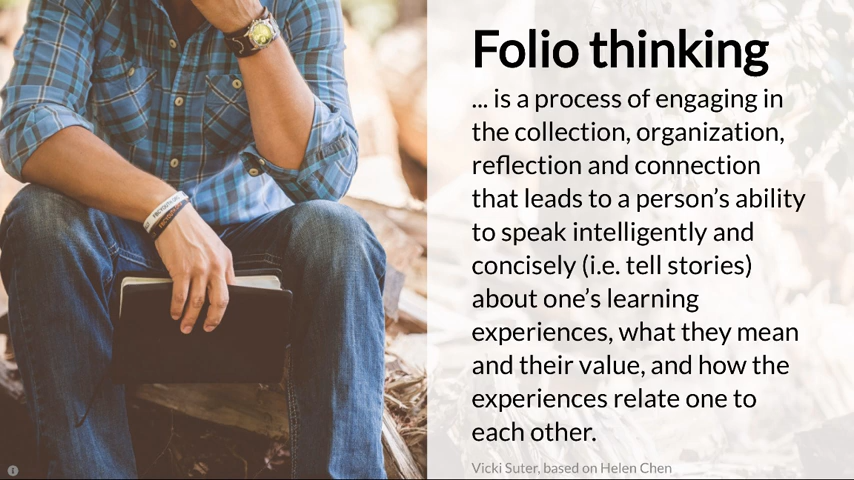 Folio thinking
... is a process of engaging in
the collection, organization,
reflection and connection
that leads to a person's ability
to speak intelligently and
concisely (i.e. tell stories)
about one's learning
experiences, what they mean
and their value, and how the
experiences relate one to
each other.
Vicki Suter, based on Helen Chen